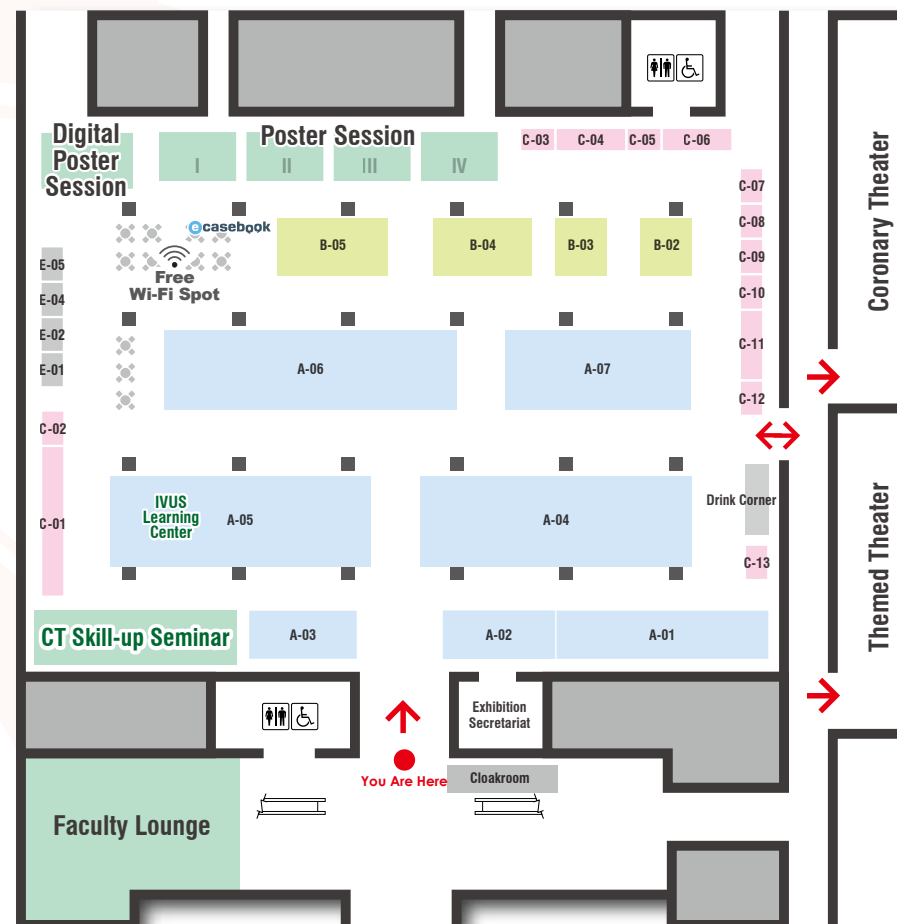 Digital
Poster
Session
Poster Session
I
II
III
IV
C-03
C-04
C-05
C-06
C-07
C-08
C-09
C-10
C-11
C-12
ecasebook
Free
Wi-Fi Spot
B-05
B-04
B-03
B-02
E-05
E-04
E-02
E-01
A-06
A-07
C-02
C-01
IVUS
Learning
Center
A-05
A-04
Drink Corner
C-13
CT Skill-up Seminar
A-03
A-02
A-01
Exhibition
Secretariat
You Are Here
Cloakroom
Faculty Lounge
Coronary Theater
Themed Theater